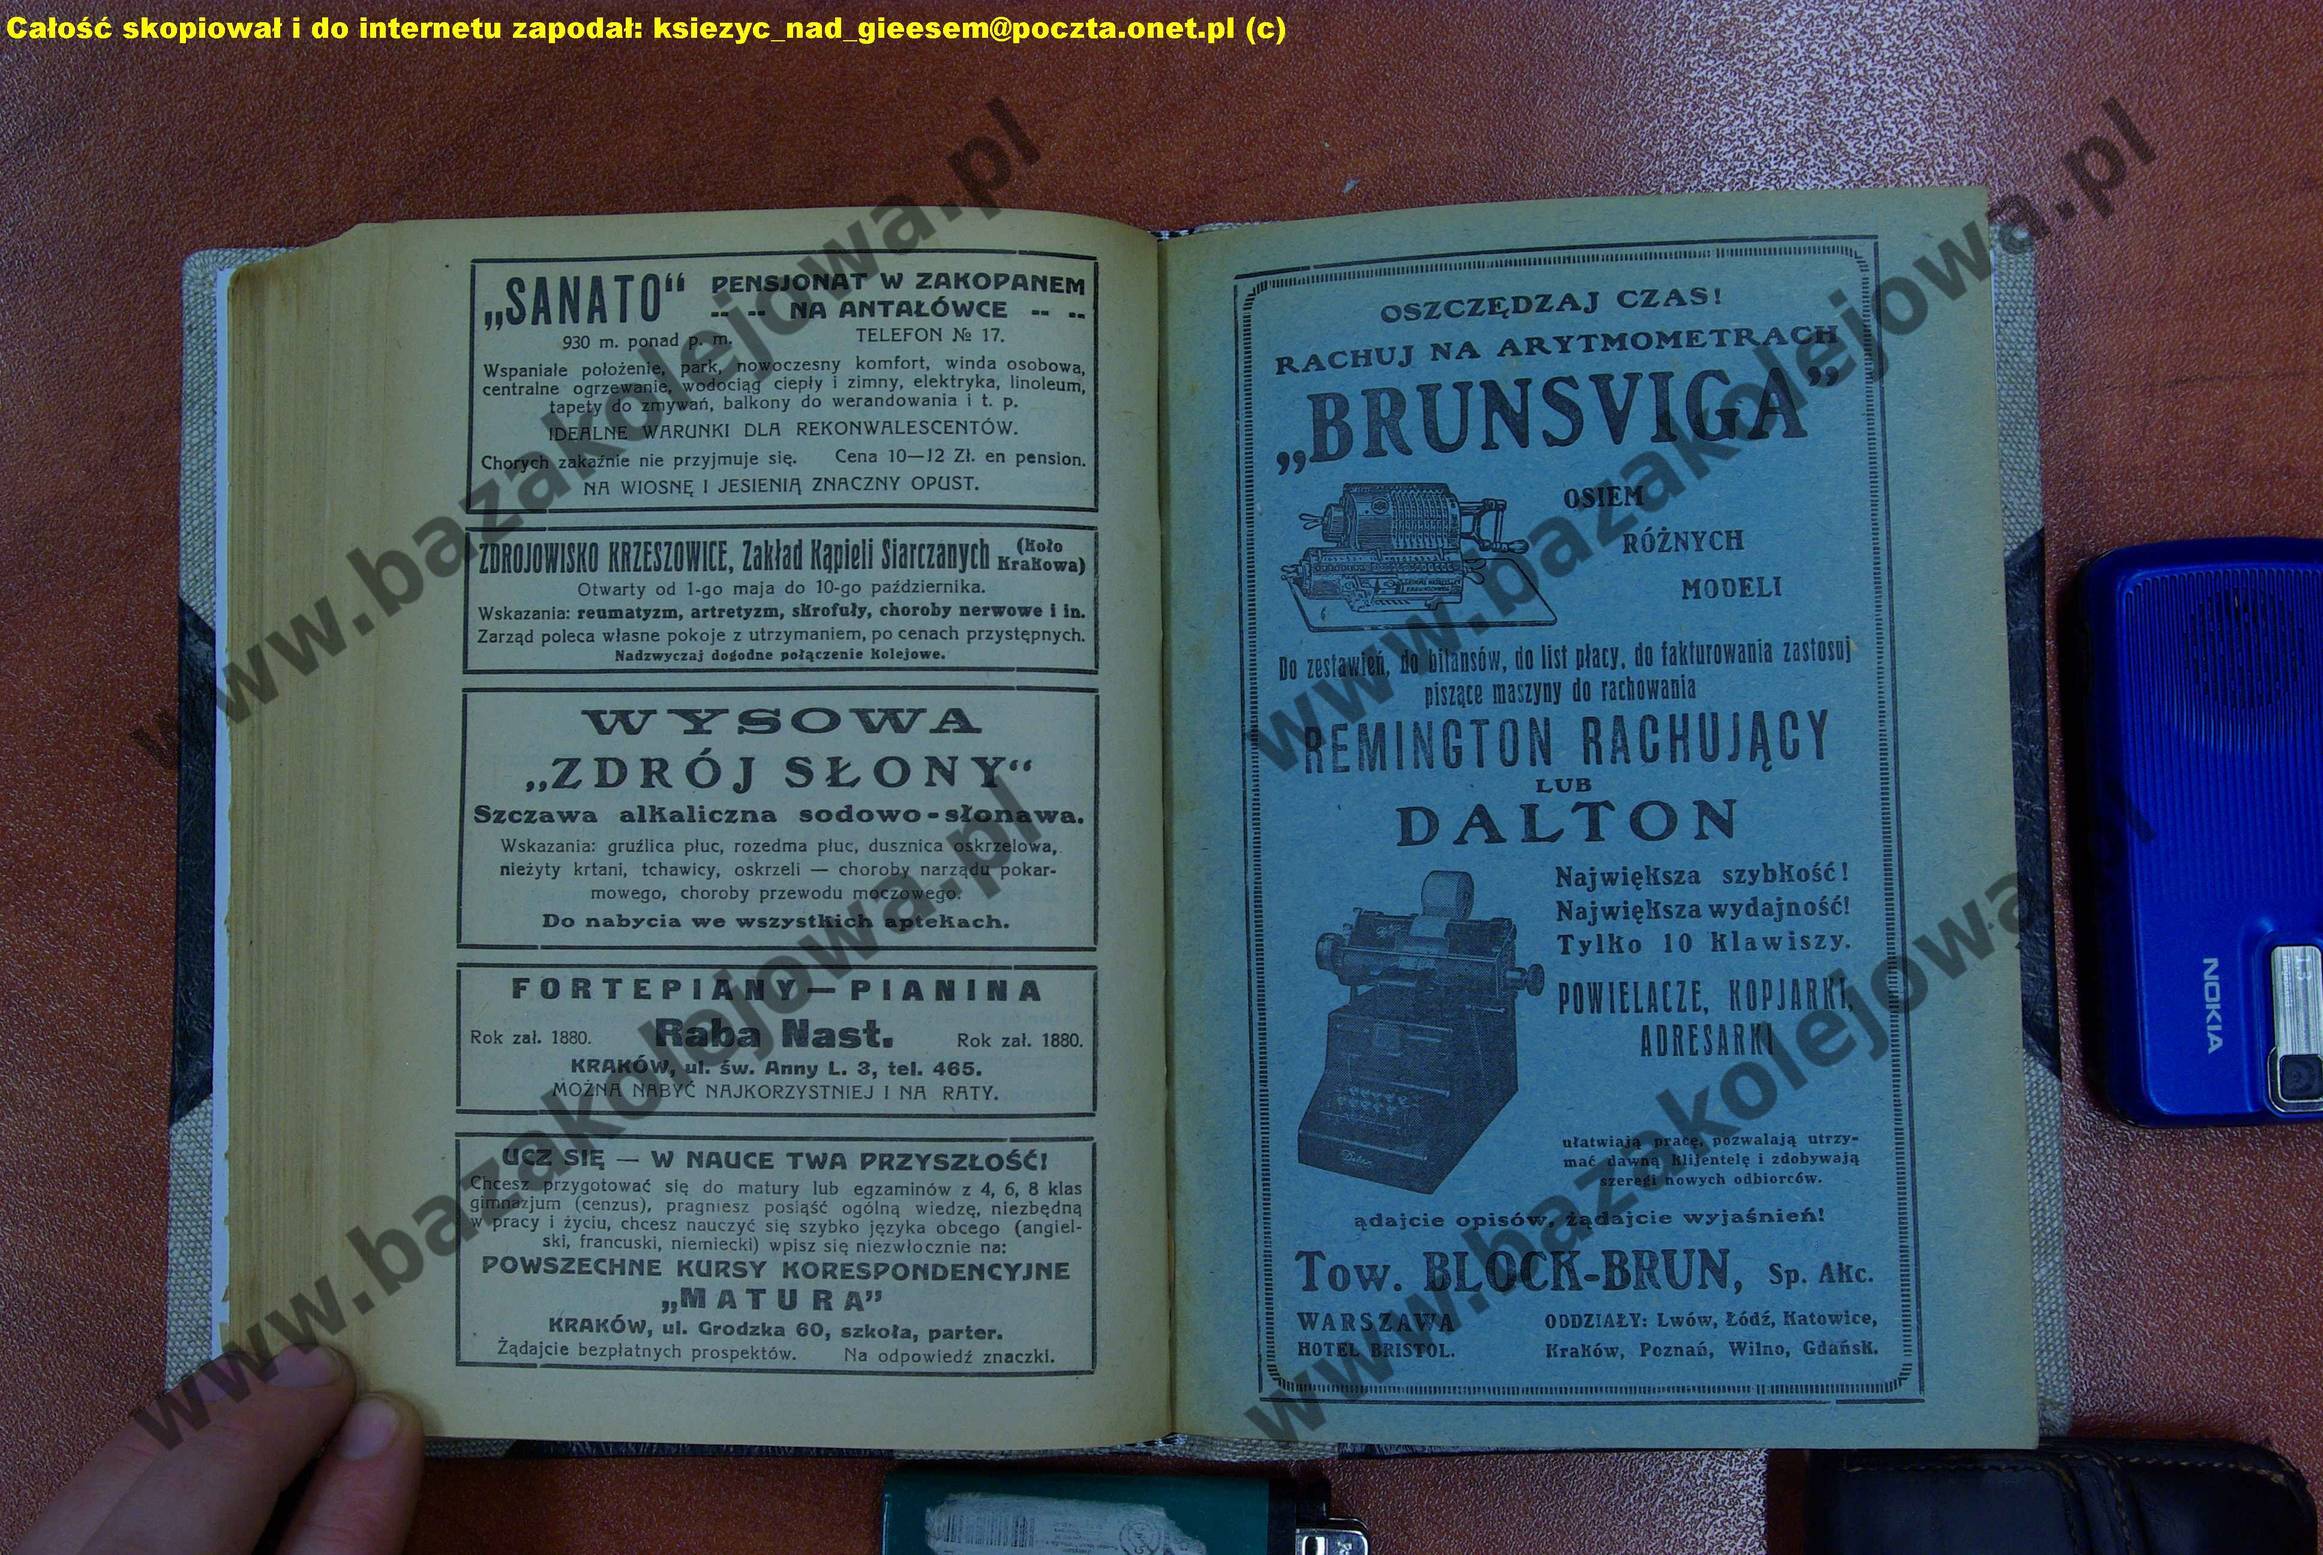 Całość skopiował i do internetu zapodał: ksiezyc_nad_gieesem@poczta.onet.pl (c)
„SANATO“ PENSJONAT W ZAKOPANEM
-- -- NA ANTAŁÓWCE -- --
930 m. ponad p. m. TELEFON № 17.
Wspaniałe położenie, park, nowoczesny komfort, winda osobowa,
centralne ogrzewanie, wodociąg ciepły i zimny, elektryka, linoleum,
tapety do zmywań, balkony do werandowania i t. p.
IDEALNE WARUNKI DLA REKONWALESCENTÓW.
Chorych zakaźnie nie przyjmuje się. Cena 10—12 Zł. en pension.
NA WIOSNĘ I JESIENIĄ ZNACZNY OPUST.
ZDROJOWISKO KRZESZOWICE, Zakład Kąpieli Siarczanych (koło Krakowa)
Otwarty od 1-go maja do 10-go października.
Wskazania: reumatyzm, artretyzm, skrofuły, choroby nerwowe i in.
Zarząd poleca własne pokoje z utrzymaniem, po cenach przystępnych.
Nadzwyczaj dogodne połączenie kolejowe.
WYSOWA
„ZDRÓJ SŁONY“
Szczawa alkaliczna sodowo-słonawa.
Wskazania: gruźlica płuc, rozedma płuc, dusznica oskrzelowa,
nieżyty krtani, tchawicy, oskrzeli — choroby narządu pokar-
mowego, choroby przewodu moczowego.
Do nabycia we wszystkich aptekach.
FORTEPIANY — PIANINA
Rok zał. 1880. Raba Nast. Rok zał. 1880.
KRAKÓW, ul. św. Anny L. 3, tel. 465.
MOŻNA NABYĆ NAJKORZYSTNIEJ I NA RATY.
UCZ SIĘ — W NAUCE TWA PRZYSZŁOŚĆ!
Chcesz przygotować się do matury lub egzaminów z 4, 6, 8 klas
gimnazjum (cenzus), pragniesz posiąść ogólną wiedzę, niezbędną
w pracy i życiu, chcesz nauczyć się szybko języka obcego (angiel-
ski, francuski, niemiecki) wpisz się niezwłocznie na:
POWSZECHNE KURSY KORESPONDENCYJNE
„MATURA”
KRAKÓW, ul. Grodzka 60, szkoła, parter.
Żądajcie bezpłatnych prospektów. Na odpowiedź znaczki.
OSZCZĘDZAJ CZAS!
RACHUJ NA ARYTMOMETRACH
„BRUNSVIGA”
OSIEM
RÓŻNYCH
MODELI
Do zestawień, do bilansów, do list płacy, do fakturowania zastosuj
piszące maszyny do rachowania
REMINGTON RACHUJĄCY
LUB
DALTON
Największa szybkość!
Największa wydajność!
Tylko 10 klawiszy.
POWIELACZE, KOPJARKI,
ADRESARKI
Dalton
ułatwiają pracę, pozwalają utrzy-
mać dawną klijentelę i zdobywają
szeregi nowych odbiorców.
ądajcie opisów, żądajcie wyjaśnień!
Tow. BLOCK-BRUN, Sp. Akc.
WARSZAWA ODDZIAŁY: Lwów, Łódź, Katowice,
HOTEL BRISTOL. Kraków, Poznań, Wilno, Gdańsk.
NOKIA
www.bazakolejowa.pl
www.bazakolejowa.pl
www.bazakolejowa.pl
www.bazakolejowa.pl